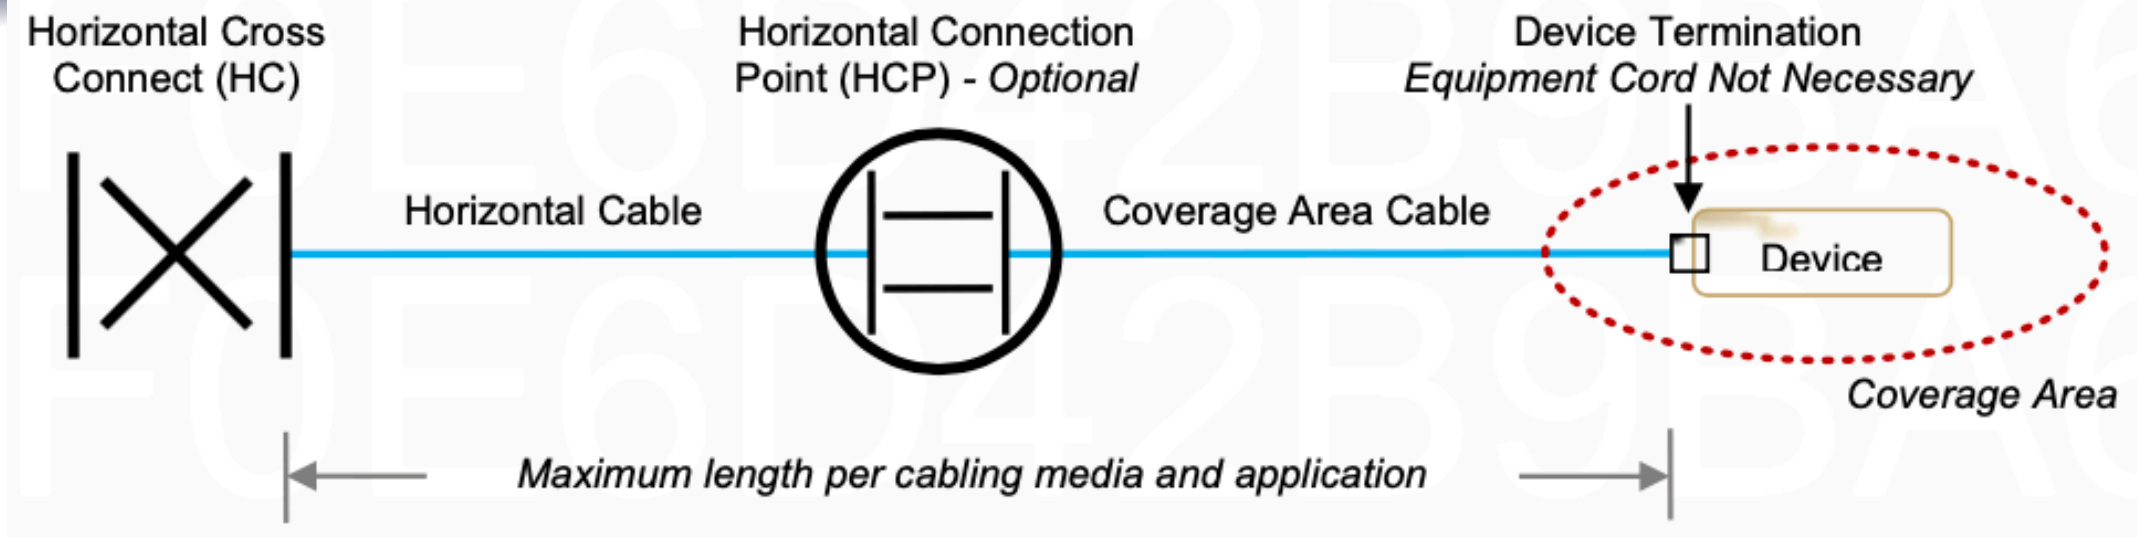 Horizontal Cross
Connect (HC)
Horizontal Connection
Point (HCP) - Optional
Device Termination
Equipment Cord Not Necessary
Horizontal Cable
Coverage Area Cable
Device
Coverage Area
Maximum length per cabling media and application